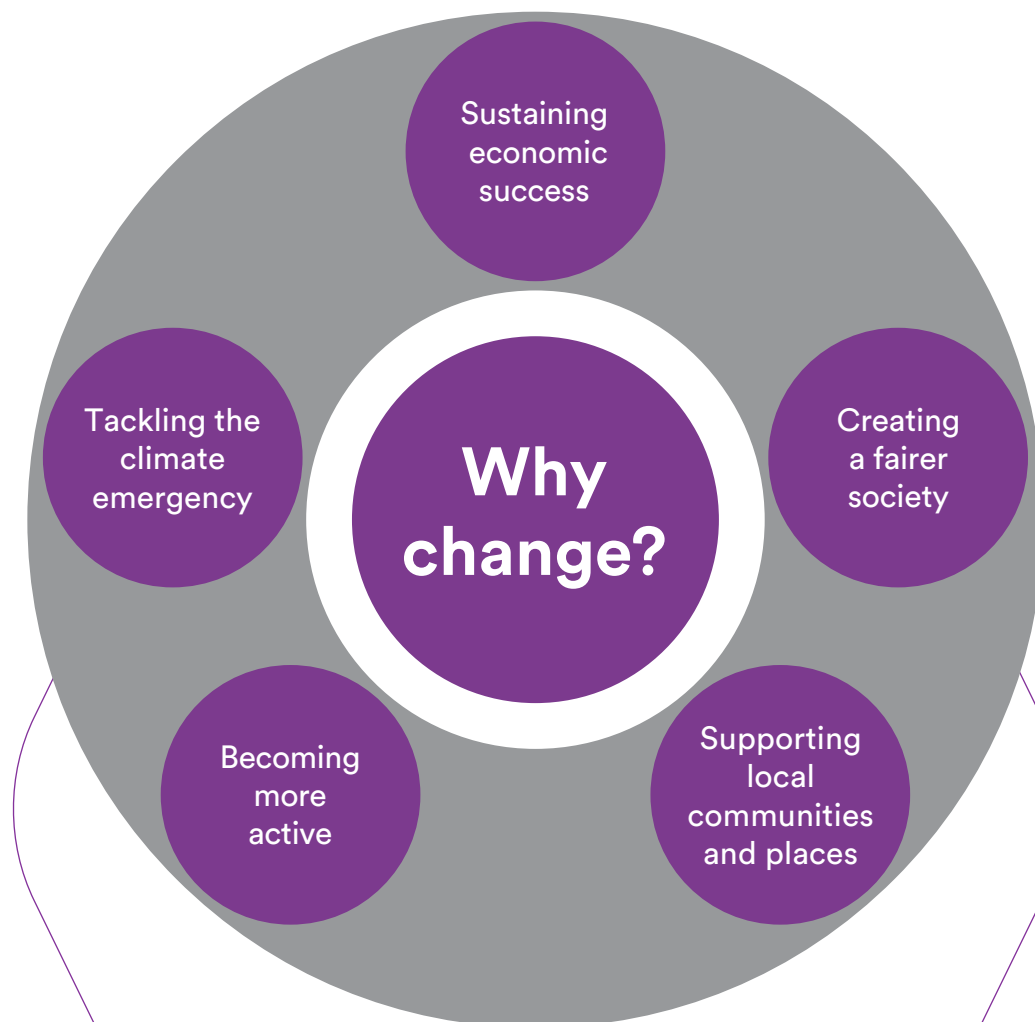 Sustaining
economic
success
Tackling the
climate
emergency
Why
change?
Creating
a fairer
society
Becoming
more
active
Supporting
local
communities
and places